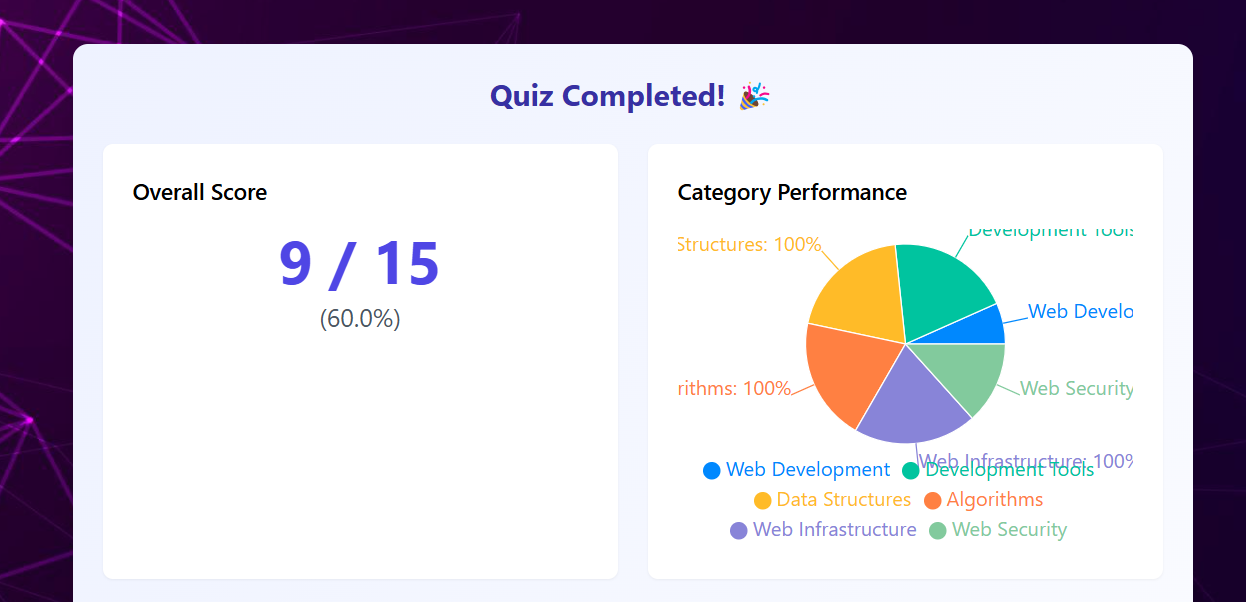 Quiz Completed! 🎉
Overall Score
9 / 15
(60.0%)
Category Performance
Structures: 100%
Development Tools
Web Develo
rithms: 100%
Web Security
Web Infrastructure: 100%
Web Development
Development Tools
Data Structures
Algorithms
Web Infrastructure
Web Security